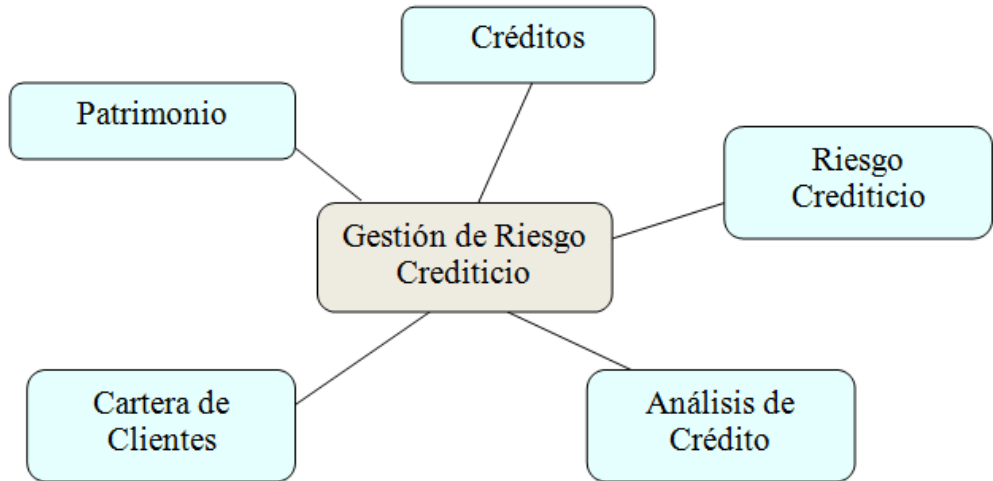 Créditos
Patrimonio
Riesgo
Crediticio
Gestión de Riesgo
Crediticio
Cartera de
Clientes
Análisis de
Crédito